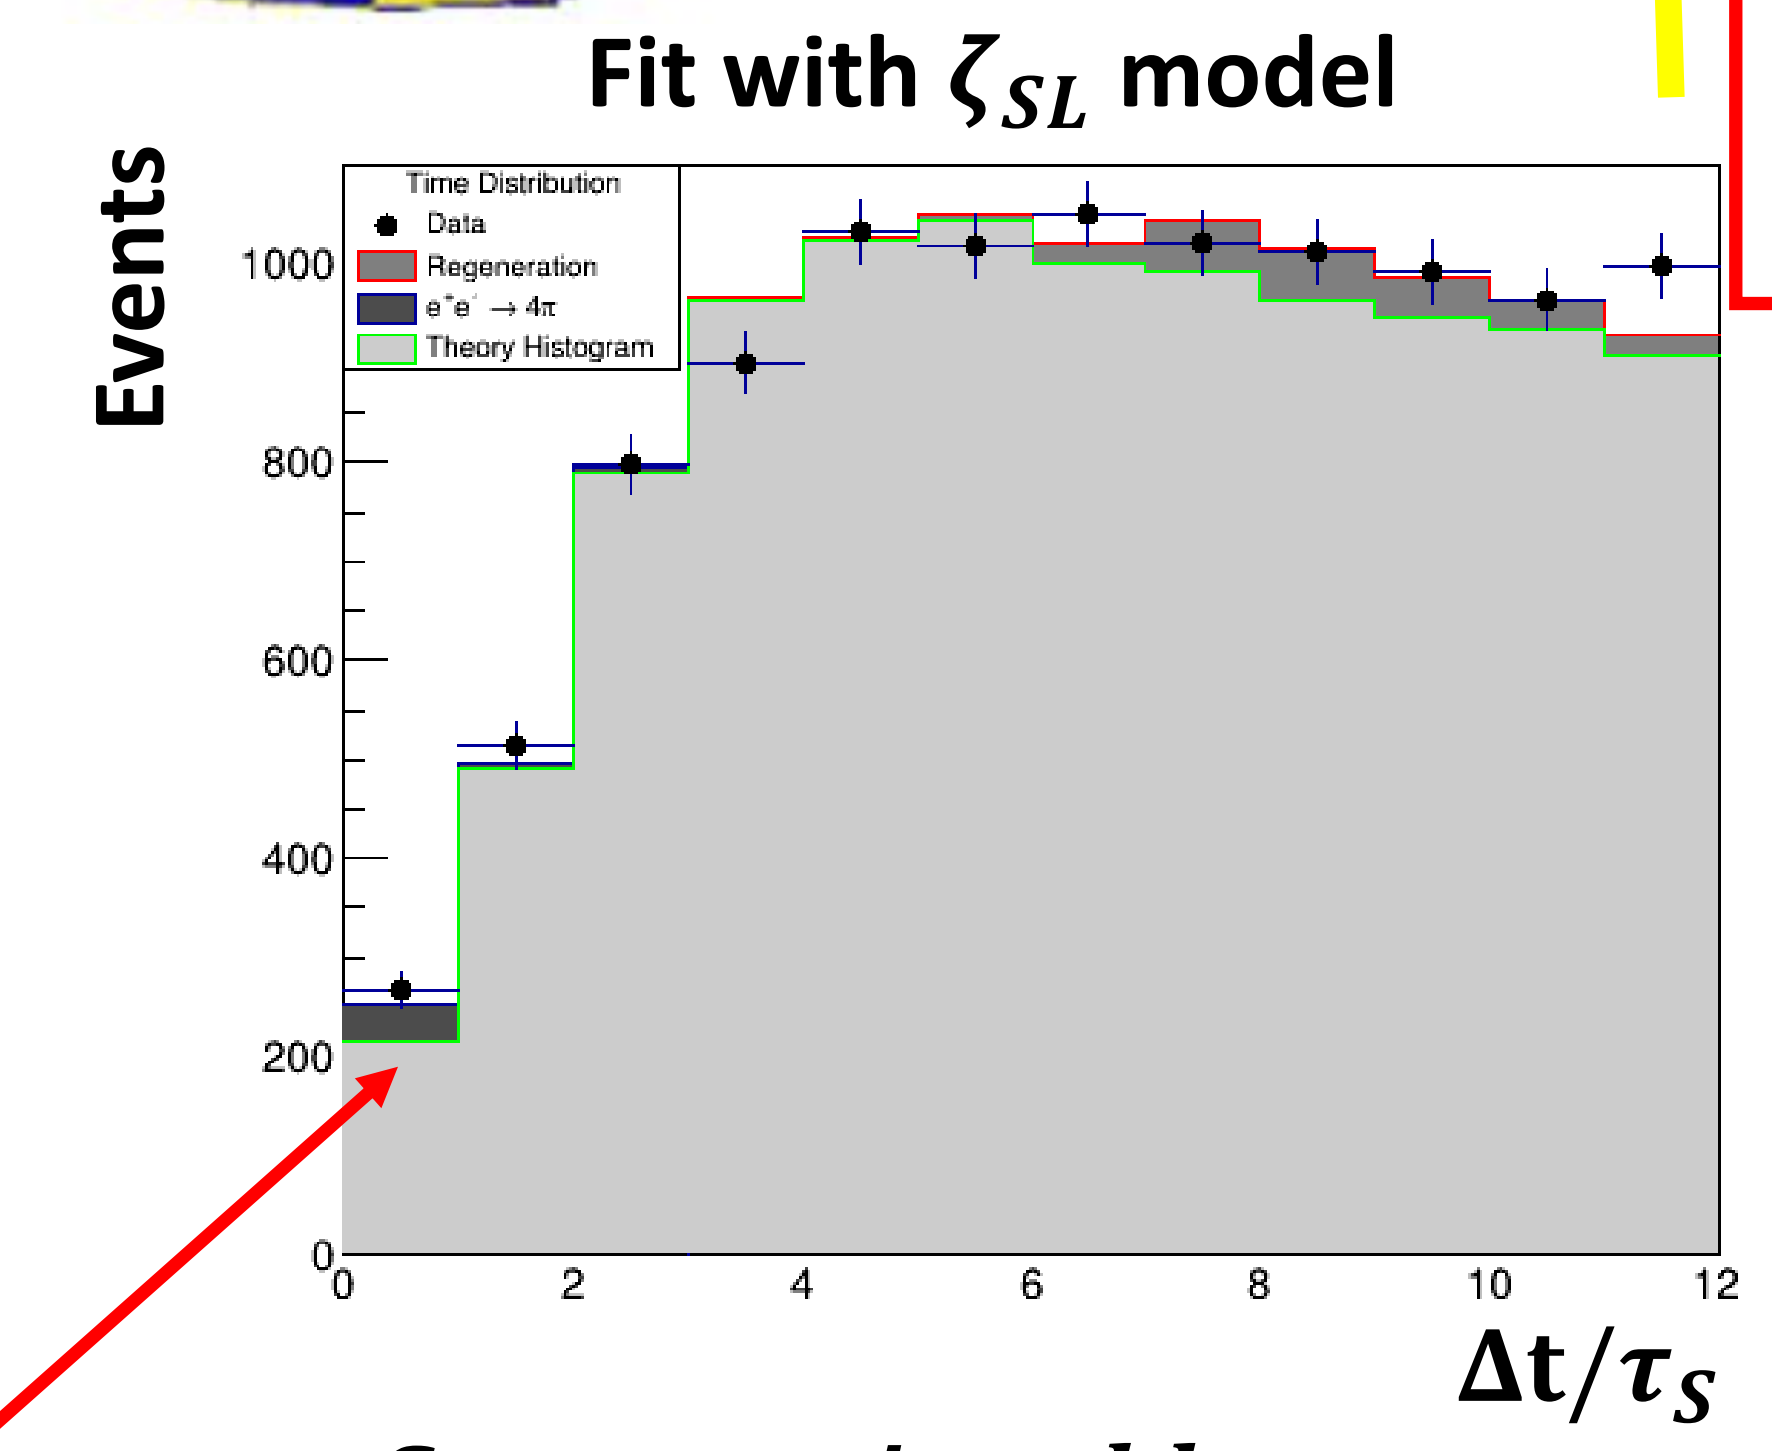 Fit with ζ_SL model
Events
Time Distribution
Data
Regeneration
e⁺e⁻ → 4π
Theory Histogram
1000
800
600
400
200
0
0 2 4 6 8 10 12
Δt/τ_S